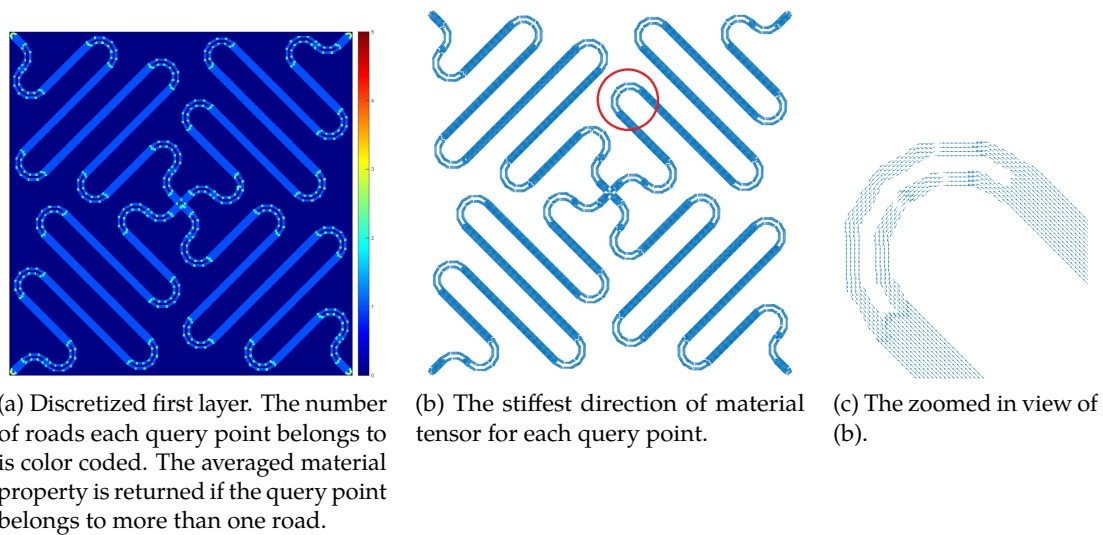 (a) Discretized first layer. The number
of roads each query point belongs to
is color coded. The averaged material
property is returned if the query point
belongs to more than one road.
(b) The stiffest direction of material
tensor for each query point.
(c) The zoomed in view of
(b).